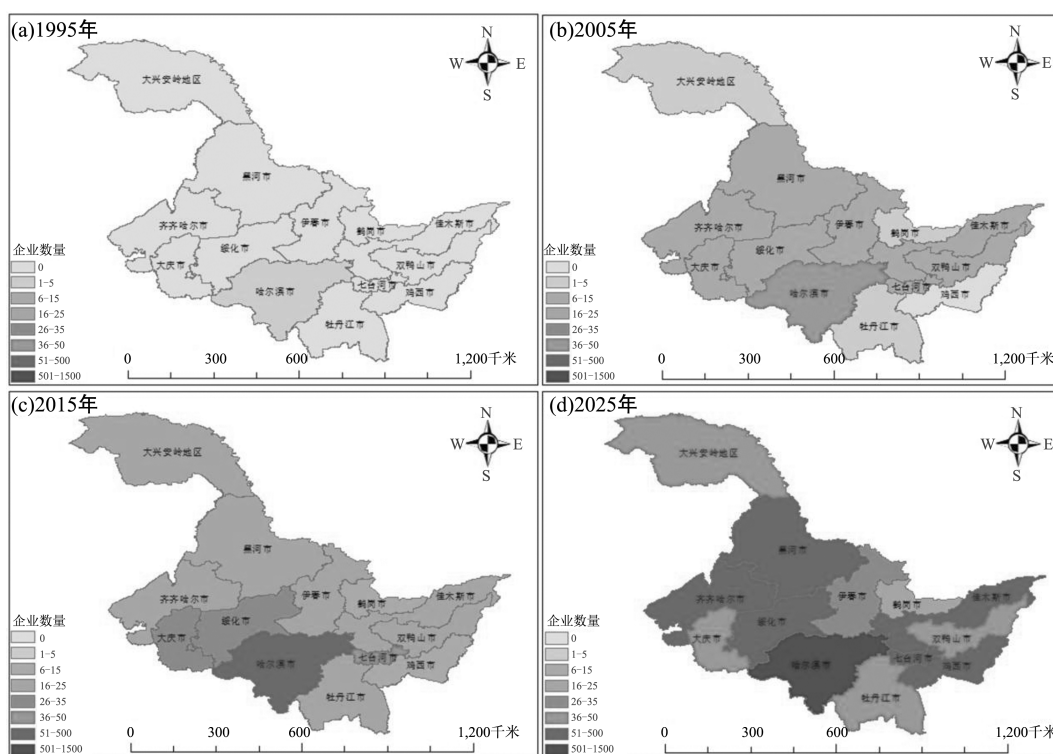 (a)1995年
N
W E
S
大兴安岭地区
黑河市
齐齐哈尔市
伊春市
鹤岗市
佳木斯市
绥化市
大庆市
双鸭山市
七台河市
鸡西市
哈尔滨市
牡丹江市
企业数量
0
1-5
6-15
16-25
26-35
36-50
51-500
501-1500
0 300 600 1,200千米
(b)2005年
N
W E
S
大兴安岭地区
黑河市
齐齐哈尔市
伊春市
鹤岗市
佳木斯市
绥化市
大庆市
双鸭山市
七台河市
鸡西市
哈尔滨市
牡丹江市
企业数量
0
1-5
6-15
16-25
26-35
36-50
51-500
501-1500
0 300 600 1,200千米
(c)2015年
N
W E
S
大兴安岭地区
黑河市
齐齐哈尔市
伊春市
鹤岗市
佳木斯市
绥化市
大庆市
双鸭山市
七台河市
鸡西市
哈尔滨市
牡丹江市
企业数量
0
1-5
6-15
16-25
26-35
36-50
51-500
501-1500
0 300 600 1,200千米
(d)2025年
N
W E
S
大兴安岭地区
黑河市
齐齐哈尔市
伊春市
鹤岗市
佳木斯市
绥化市
大庆市
双鸭山市
七台河市
鸡西市
哈尔滨市
牡丹江市
企业数量
0
1-5
6-15
16-25
26-35
36-50
51-500
501-1500
0 300 600 1,200千米